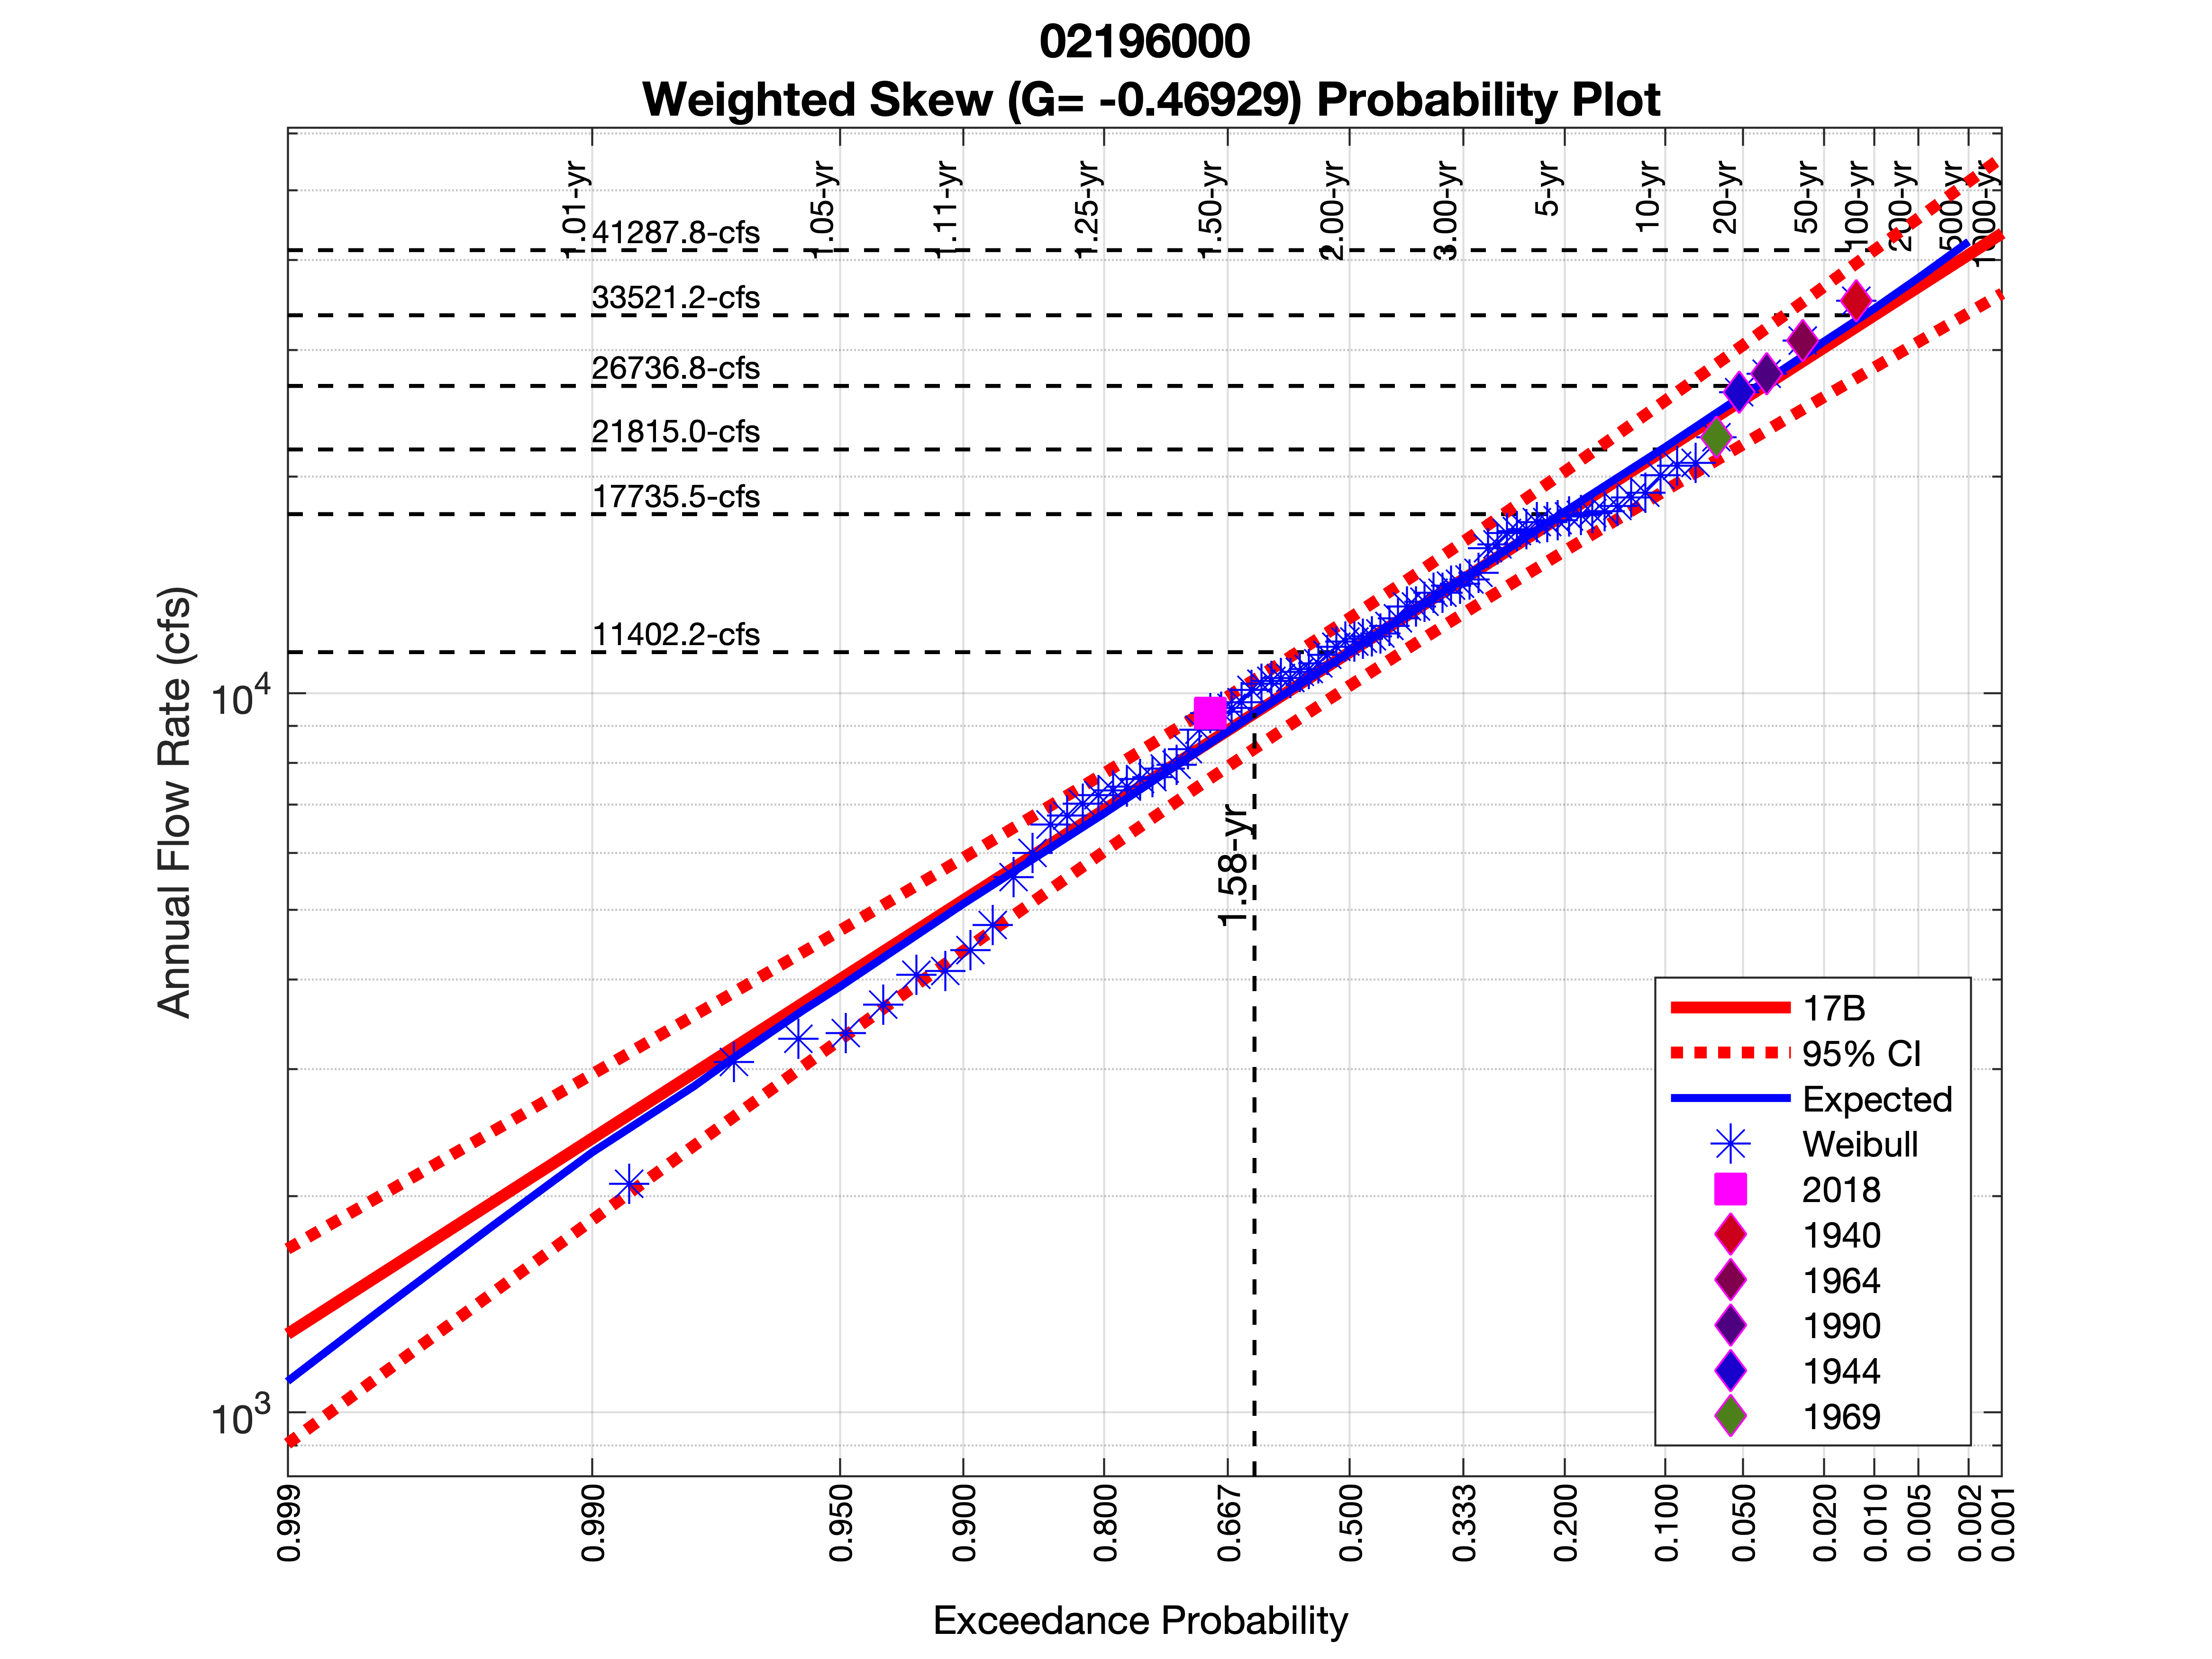 02196000
Weighted Skew (G= -0.46929) Probability Plot
1.01-yr
1.05-yr
1.11-yr
1.25-yr
1.50-yr
2.00-yr
3.00-yr
5-yr
10-yr
20-yr
50-yr
100-yr
200-yr
500-yr
1000-yr
41287.8-cfs
33521.2-cfs
26736.8-cfs
21815.0-cfs
17735.5-cfs
11402.2-cfs
1.58-yr
Annual Flow Rate (cfs)
10^4
10^3
17B
95% CI
Expected
Weibull
2018
1940
1964
1990
1944
1969
0.999
0.990
0.950
0.900
0.800
0.667
0.500
0.333
0.200
0.100
0.050
0.020
0.010
0.005
0.002
0.001
Exceedance Probability